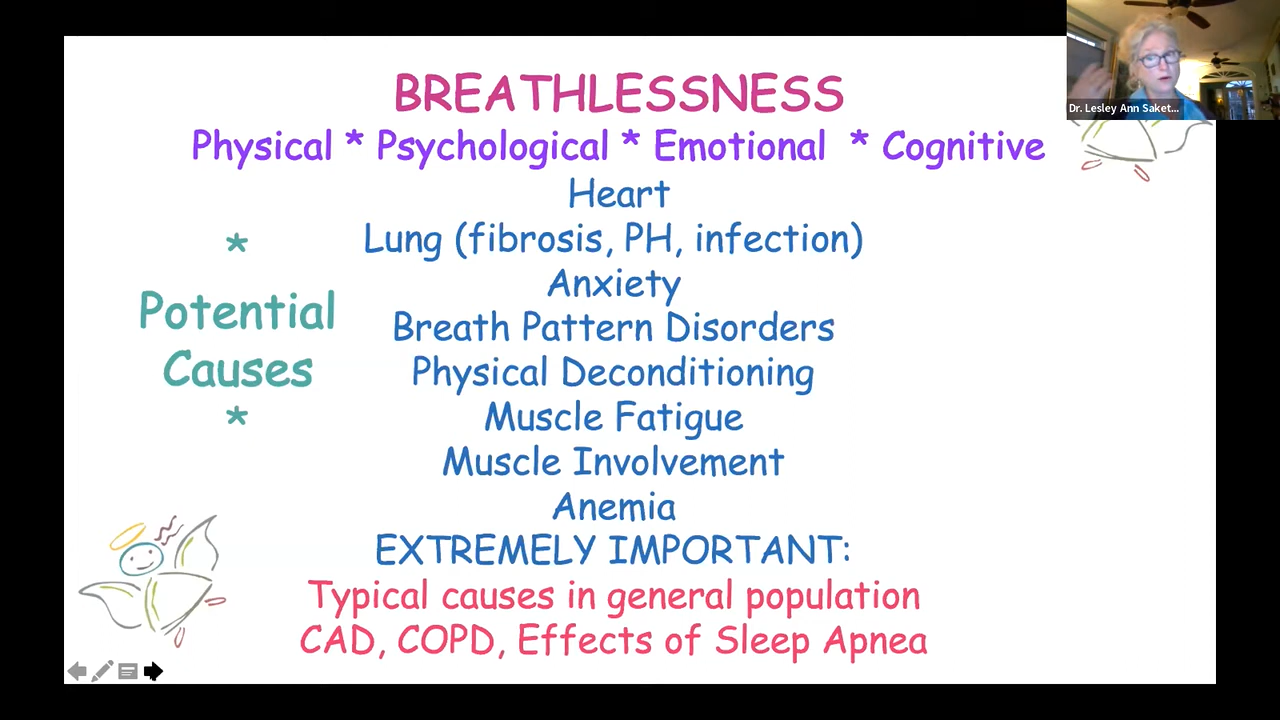 Dr. Lesley Ann Saket...
BREATHLESSNESS
Physical * Psychological * Emotional * Cognitive
Heart
Lung (fibrosis, PH, infection)
Anxiety
Breath Pattern Disorders
Physical Deconditioning
Muscle Fatigue
Muscle Involvement
Anemia
*
Potential
Causes
*
EXTREMELY IMPORTANT:
Typical causes in general population
CAD, COPD, Effects of Sleep Apnea